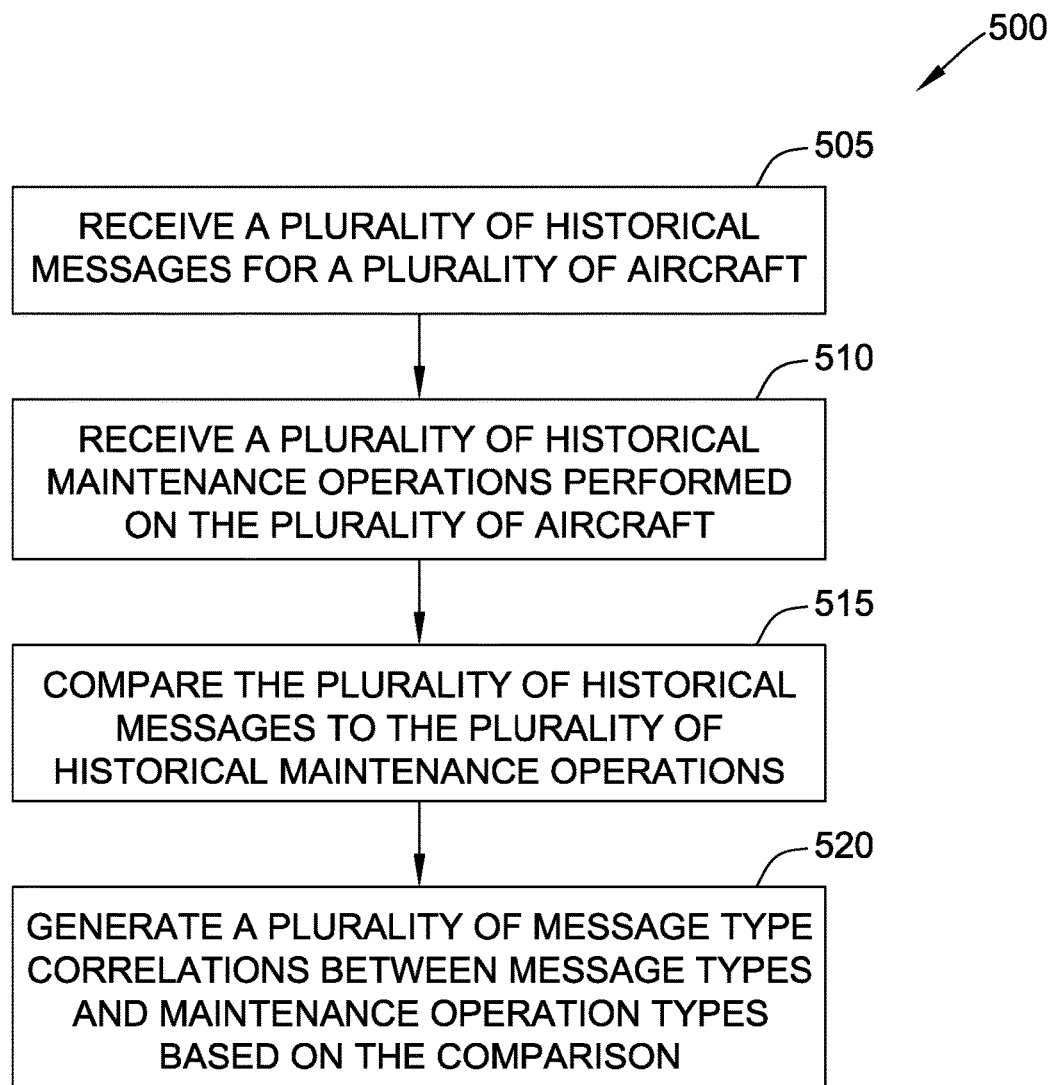 500
505
RECEIVE A PLURALITY OF HISTORICAL
MESSAGES FOR A PLURALITY OF AIRCRAFT
510
RECEIVE A PLURALITY OF HISTORICAL
MAINTENANCE OPERATIONS PERFORMED
ON THE PLURALITY OF AIRCRAFT
515
COMPARE THE PLURALITY OF HISTORICAL
MESSAGES TO THE PLURALITY OF
HISTORICAL MAINTENANCE OPERATIONS
520
GENERATE A PLURALITY OF MESSAGE TYPE
CORRELATIONS BETWEEN MESSAGE TYPES
AND MAINTENANCE OPERATION TYPES
BASED ON THE COMPARISON